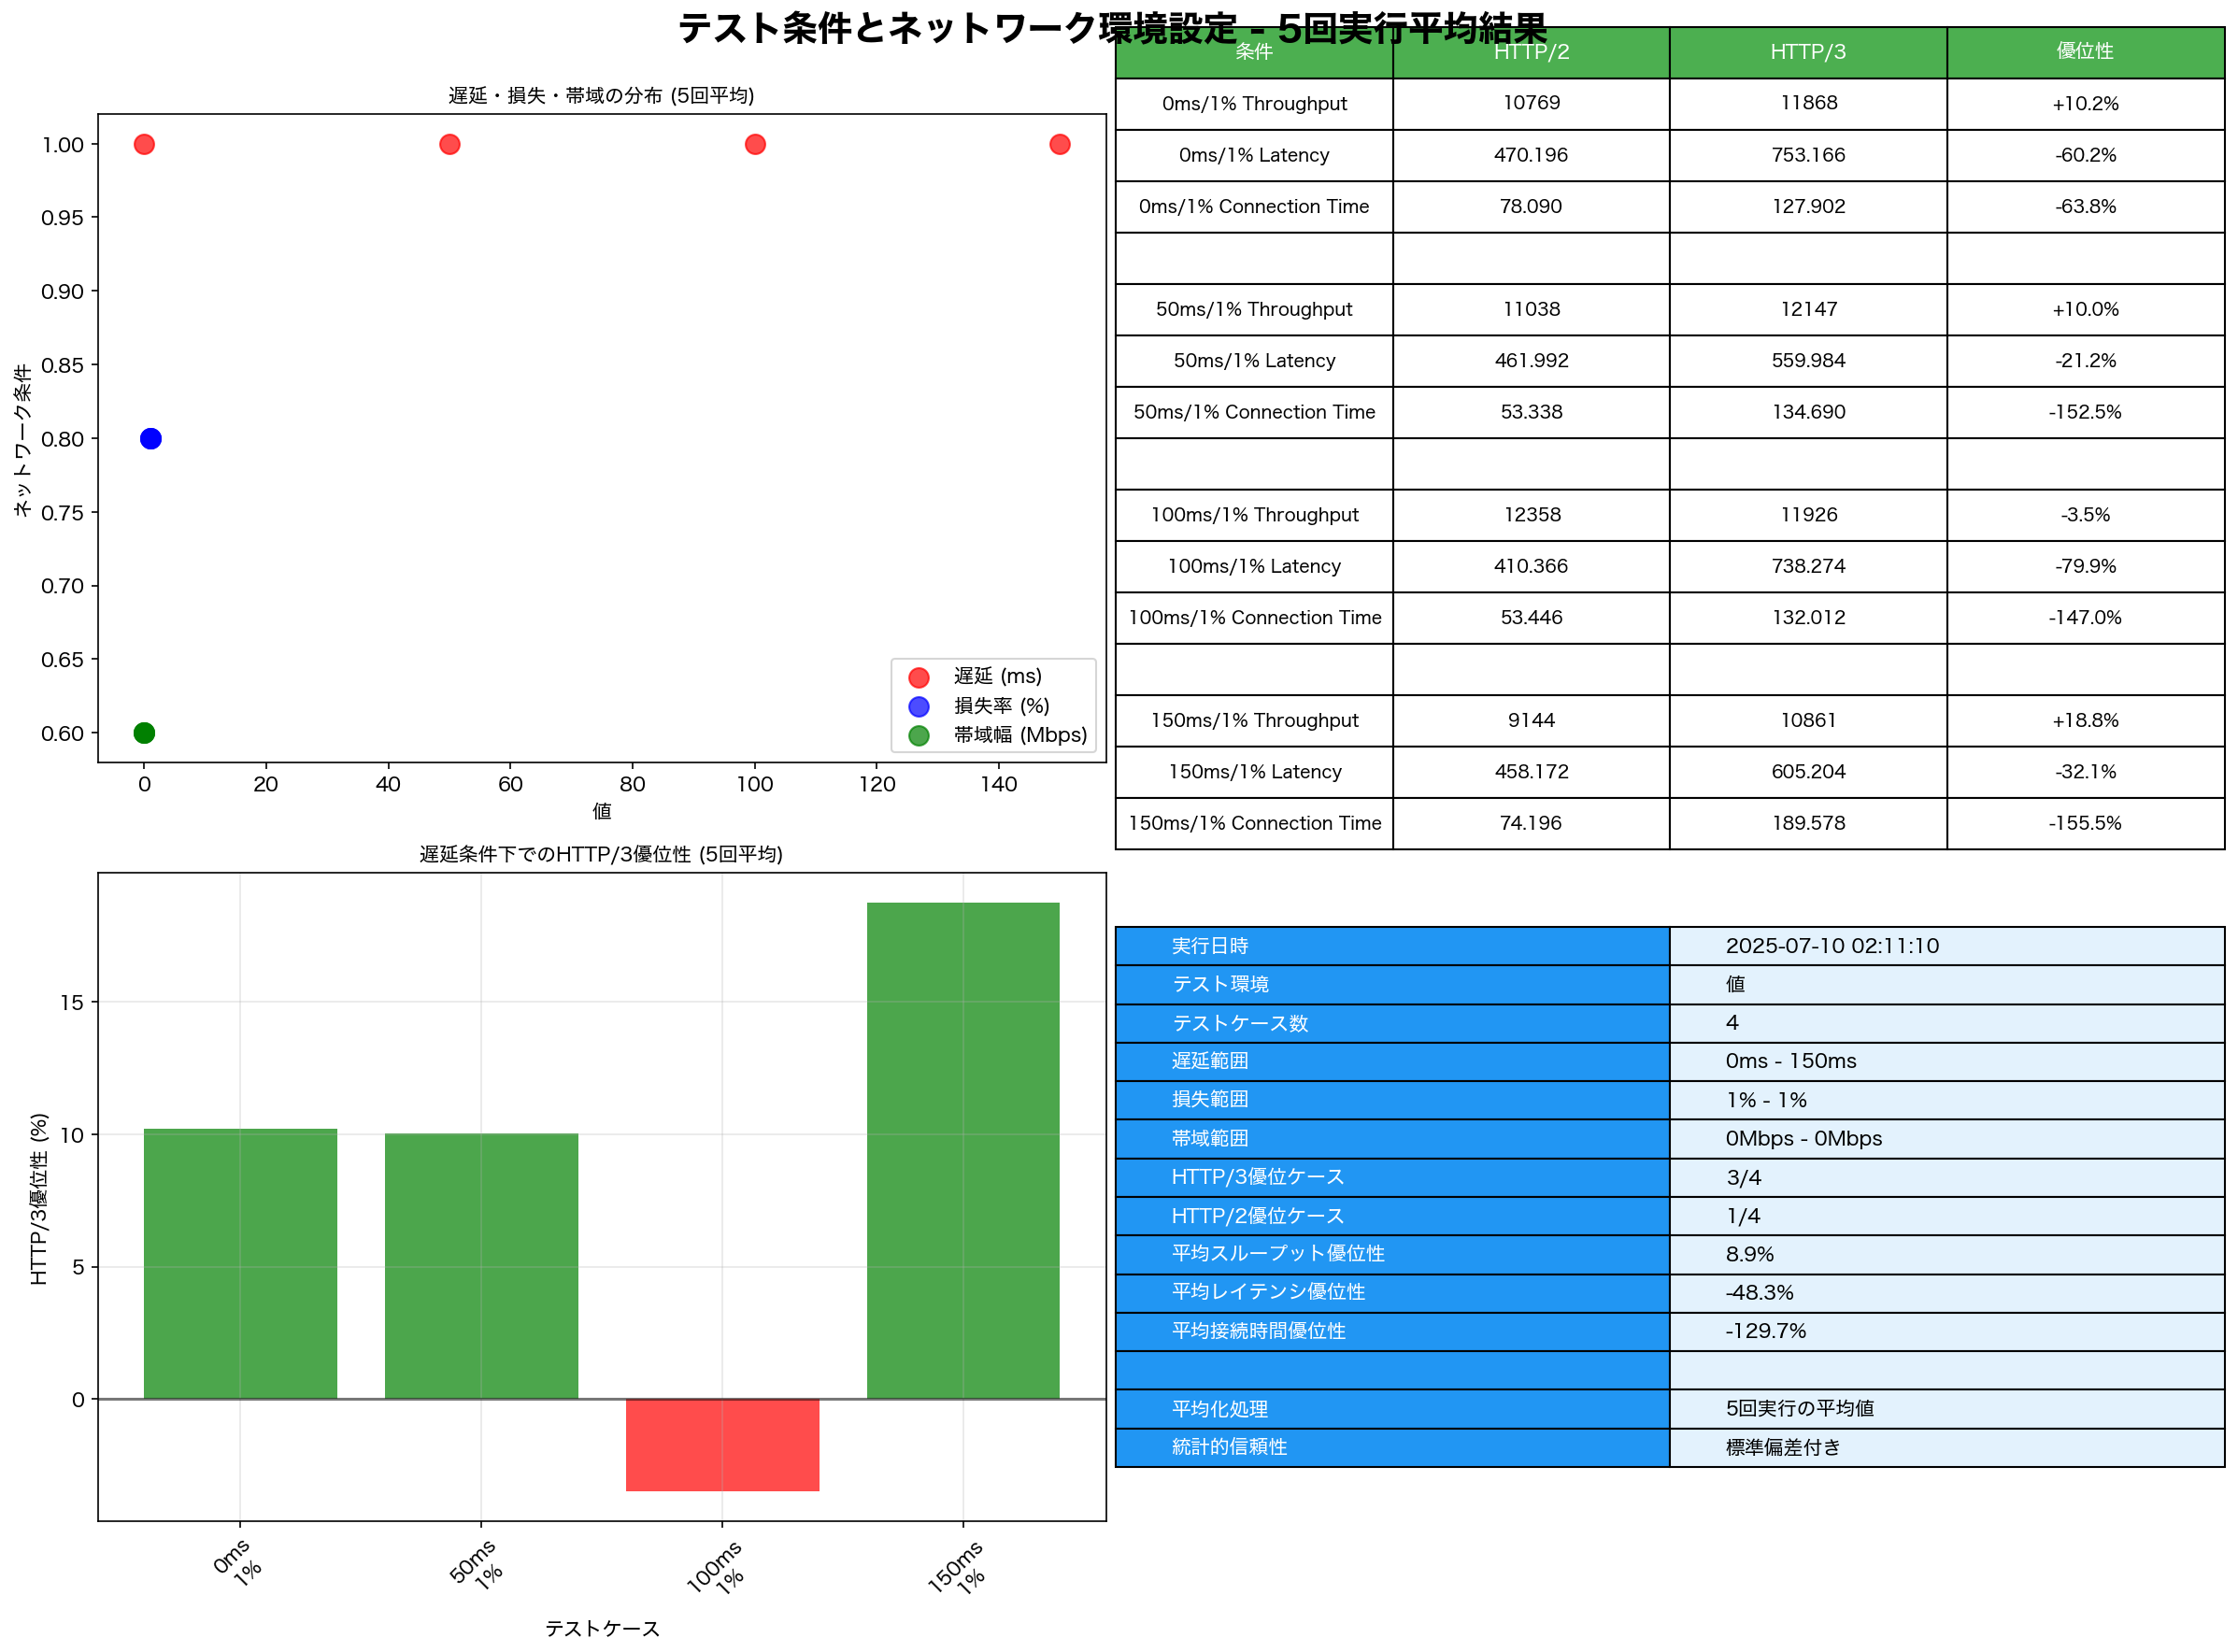 テスト条件とネットワーク環境設定 - 5回実行平均結果
遅延・損失・帯域の分布 (5回平均)
ネットワーク条件
1.00
0.95
0.90
0.85
0.80
0.75
0.70
0.65
0.60
遅延 (ms)
損失率 (%)
帯域幅 (Mbps)
0 20 40 60 80 100 120 140
値
条件 HTTP/2 HTTP/3 優位性
0ms/1% Throughput 10769 11868 +10.2%
0ms/1% Latency 470.196 753.166 -60.2%
0ms/1% Connection Time 78.090 127.902 -63.8%
50ms/1% Throughput 11038 12147 +10.0%
50ms/1% Latency 461.992 559.984 -21.2%
50ms/1% Connection Time 53.338 134.690 -152.5%
100ms/1% Throughput 12358 11926 -3.5%
100ms/1% Latency 410.366 738.274 -79.9%
100ms/1% Connection Time 53.446 132.012 -147.0%
150ms/1% Throughput 9144 10861 +18.8%
150ms/1% Latency 458.172 605.204 -32.1%
150ms/1% Connection Time 74.196 189.578 -155.5%
遅延条件下でのHTTP/3優位性 (5回平均)
HTTP/3優位性 (%)
15
10
5
0
0ms
1%
50ms
1%
100ms
1%
150ms
1%
テストケース
実行日時 2025-07-10 02:11:10
テスト環境 値
テストケース数 4
遅延範囲 0ms - 150ms
損失範囲 1% - 1%
帯域範囲 0Mbps - 0Mbps
HTTP/3優位ケース 3/4
HTTP/2優位ケース 1/4
平均スループット優位性 8.9%
平均レイテンシ優位性 -48.3%
平均接続時間優位性 -129.7%
平均化処理 5回実行の平均値
統計的信頼性 標準偏差付き